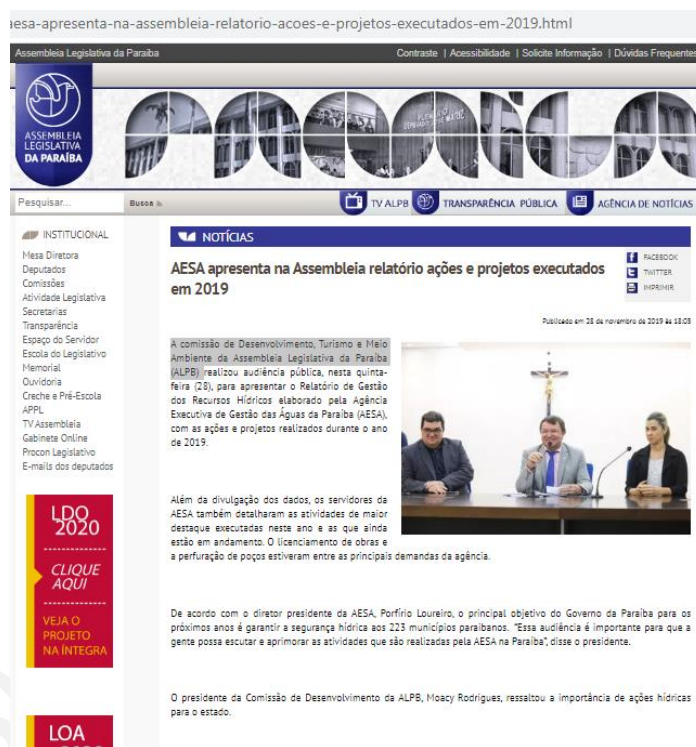 aesa-apresenta-na-assembleia-relatorio-acoes-e-projetos-executados-em-2019.html
Assembleia Legislativa da Paraíba
Contraste | Acessibilidade | Solicite Informação | Dúvidas Frequentes
ASSEMBLEIA
LEGISLATIVA
DA PARAÍBA
Pesquisar...
Busca
TV ALPB
TRANSPARÊNCIA PÚBLICA
AGÊNCIA DE NOTÍCIAS
INSTITUCIONAL
Mesa Diretora
Deputados
Comissões
Atividade Legislativa
Secretarias
Transparência
Espaço do Servidor
Escola do Legislativo
Memorial
Ouvidoria
Creche e Pré-Escola
APPL
TV Assembleia
Gabinete Online
Procon Legislativo
E-mails dos deputados
LDO
2020
CLIQUE
AQUI
VEJA O
PROJETO
NA ÍNTEGRA
LOA
NOTÍCIAS
AESA apresenta na Assembleia relatório ações e projetos executados
em 2019
FACEBOOK
TWITTER
IMPRIMIR
Publicado em 28 de novembro de 2019 às 18:03
A comissão de Desenvolvimento, Turismo e Meio
Ambiente da Assembleia Legislativa da Paraíba
(ALPB) realizou audiência pública, nesta quinta-
feira (28), para apresentar o Relatório de Gestão
dos Recursos Hídricos elaborado pela Agência
Executiva de Gestão das Águas da Paraíba (AESA),
com as ações e projetos realizados durante o ano
de 2019.
Além da divulgação dos dados, os servidores da
AESA também detalharam as atividades de maior
destaque executadas neste ano e as que ainda
estão em andamento. O licenciamento de obras e
a perfuração de poços estiveram entre as principais demandas da agência.
De acordo com o diretor presidente da AESA, Porfírio Loureiro, o principal objetivo do Governo da Paraíba para os
próximos anos é garantir a segurança hídrica aos 223 municípios paraibanos. "Essa audiência é importante para que a
gente possa escutar e aprimorar as atividades que são realizadas pela AESA na Paraíba", disse o presidente.
O presidente da Comissão de Desenvolvimento da ALPB, Moacy Rodrigues, ressaltou a importância de ações hídricas
para o estado.